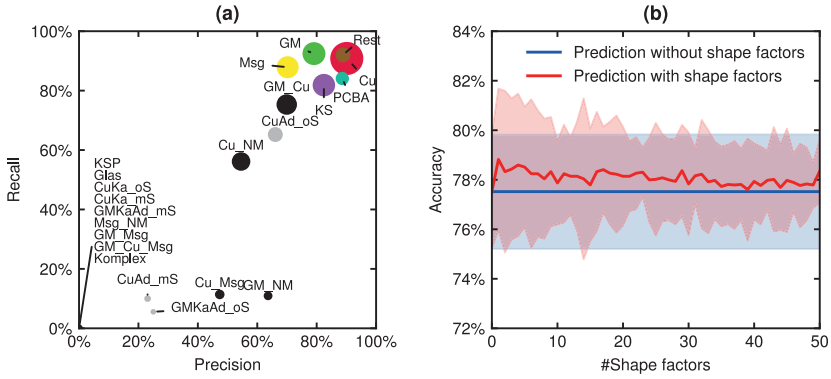 (a)
100%
80%
60%
40%
20%
0%
Recall
GM
Rest
Msg
Cu
GM_Cu
PCBA
KS
CuAd_oS
Cu_NM
KSP
Glas
CuKa_oS
CuKa_mS
GMKaAd_mS
Msg_NM
GM_Msg
GM_Cu_Msg
Komplex
CuAd_mS
Cu_Msg
GM_NM
GMKaAd_oS
20%
40%
60%
80%
100%
Precision
(b)
84%
82%
80%
78%
76%
74%
72%
Accuracy
Prediction without shape factors
Prediction with shape factors
0
10
20
30
40
50
#Shape factors